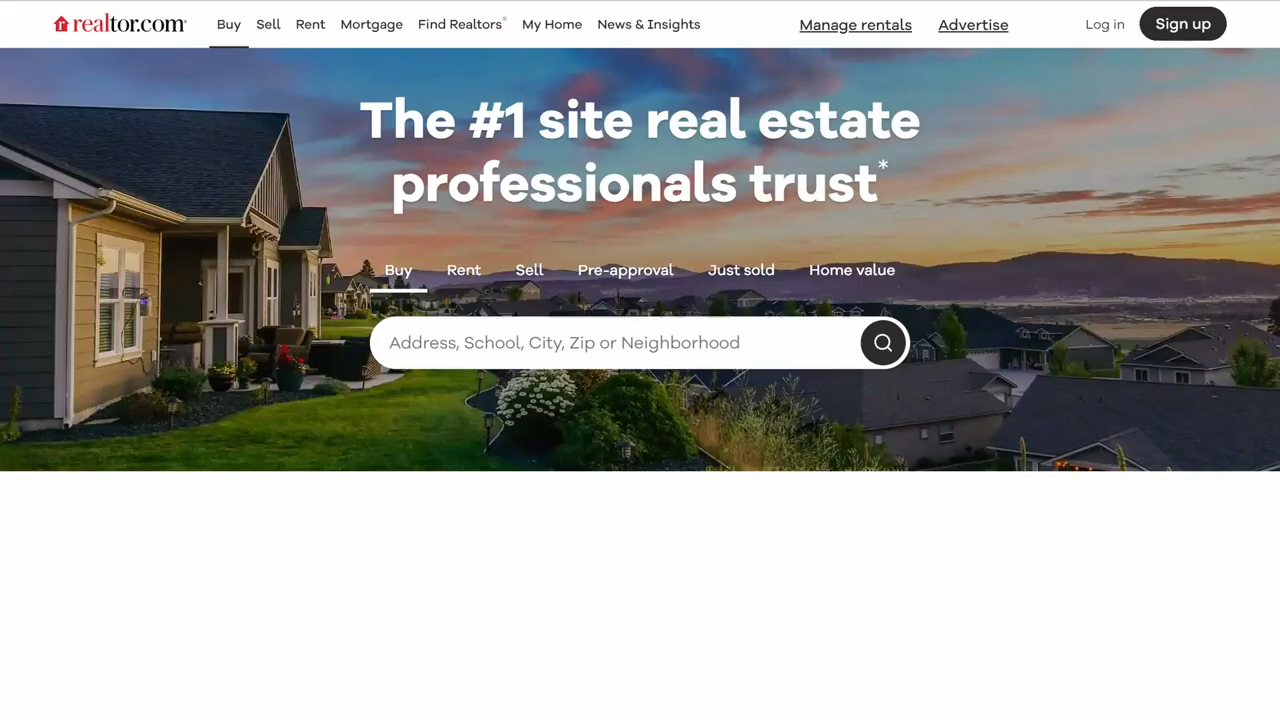 realtor.com® Buy Sell Rent Mortgage Find Realtors® My Home News & Insights Manage rentals Advertise Log in Sign up
The #1 site real estate
professionals trust*
Buy Rent Sell Pre-approval Just sold Home value
Address, School, City, Zip or Neighborhood